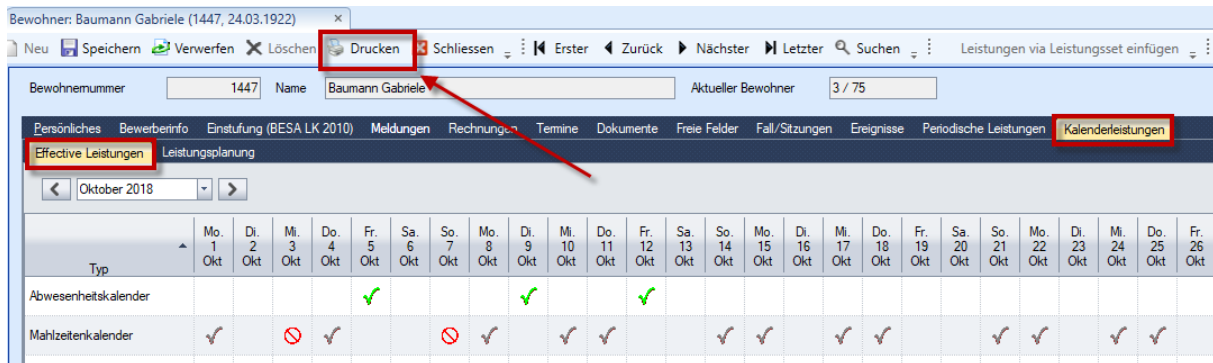 Bewohner: Baumann Gabriele (1447, 24.03.1922) ×
Neu Speichern Verwerfen Löschen Drucken Schliessen Erster Zurück Nächster Letzter Suchen Leistungen via Leistungsset einfügen
Bewohnernummer 1447 Name Baumann Gabriele Aktueller Bewohner 3 / 75
Persönliches Bewerberinfo Einstufung (BESA LK 2010) Meldungen Rechnungen Termine Dokumente Freie Felder Fall/Sitzungen Ereignisse Periodische Leistungen Kalenderleistungen
Effective Leistungen Leistungsplanung
Oktober 2018
Mo. Di. Mi. Do. Fr. Sa. So. Mo. Di. Mi. Do. Fr. Sa. So. Mo. Di. Mi. Do. Fr. Sa. So. Mo. Di. Mi. Do. Fr.
1 2 3 4 5 6 7 8 9 10 11 12 13 14 15 16 17 18 19 20 21 22 23 24 25 26
Okt Okt Okt Okt Okt Okt Okt Okt Okt Okt Okt Okt Okt Okt Okt Okt Okt Okt Okt Okt Okt Okt Okt Okt Okt Okt
Typ
Abwesenheitskalender
Mahlzeitenkalender